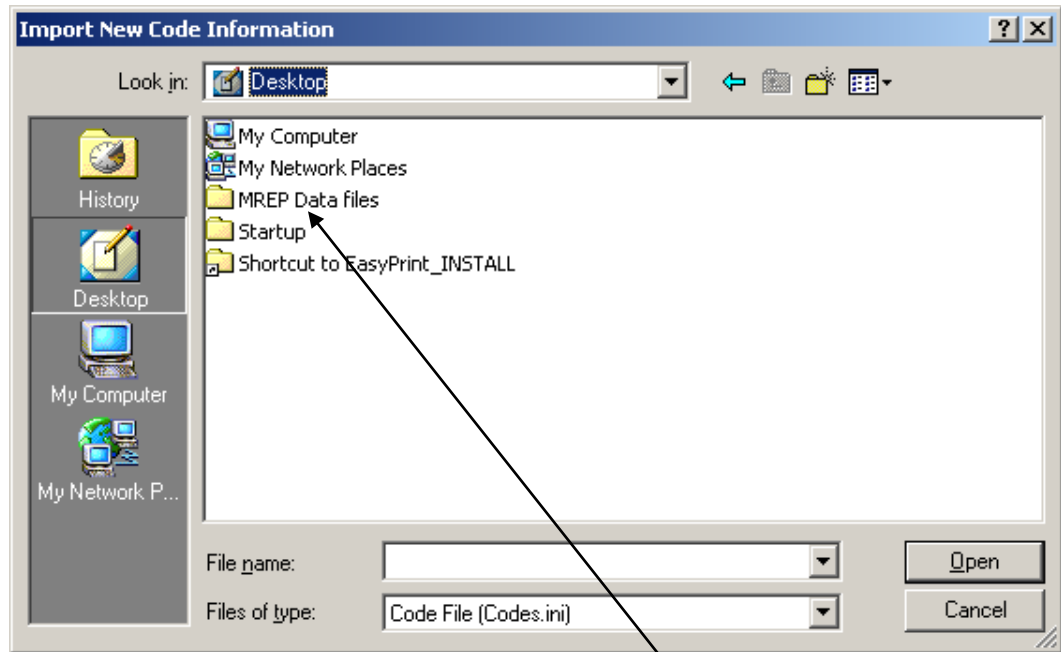 Import New Code Information
Look in: Desktop
My Computer
My Network Places
MREP Data files
Startup
Shortcut to EasyPrint_INSTALL
History
Desktop
My Computer
My Network P...
File name:
Open
Files of type: Code File (Codes.ini)
Cancel